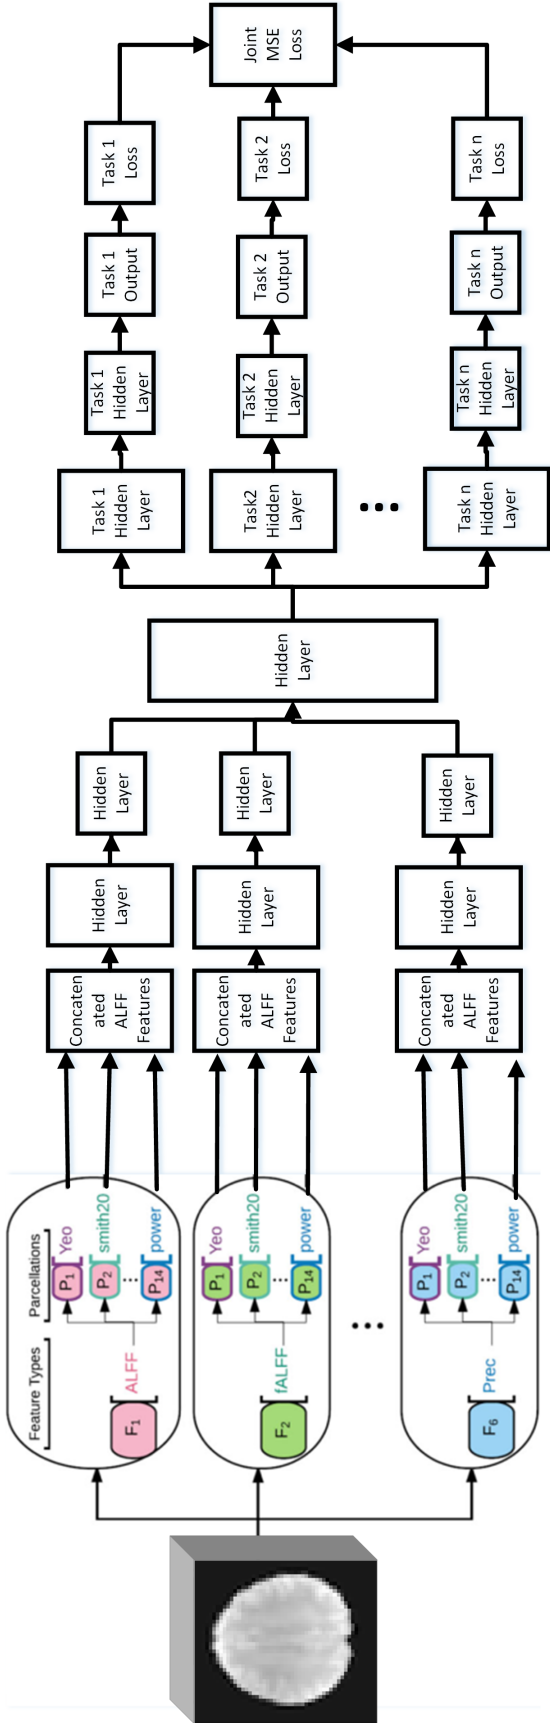 Feature Types
Parcellations
F1
ALFF
P1
Yeo
P2
smith20
...
P14
power
F2
fALFF
P1
Yeo
P2
smith20
...
P14
power
...
F6
Prec
P1
Yeo
P2
smith20
...
P14
power
Concaten
ated
ALFF
Features
Hidden
Layer
Hidden
Layer
Concaten
ated
ALFF
Features
Hidden
Layer
Hidden
Layer
Concaten
ated
ALFF
Features
Hidden
Layer
Hidden
Layer
Hidden
Layer
Task 1
Hidden
Layer
Task 1
Hidden
Layer
Task 1
Output
Task 1
Loss
Task2
Hidden
Layer
Task 2
Hidden
Layer
Task 2
Output
Task 2
Loss
...
Task n
Hidden
Layer
Task n
Hidden
Layer
Task n
Output
Task n
Loss
Joint
MSE
Loss